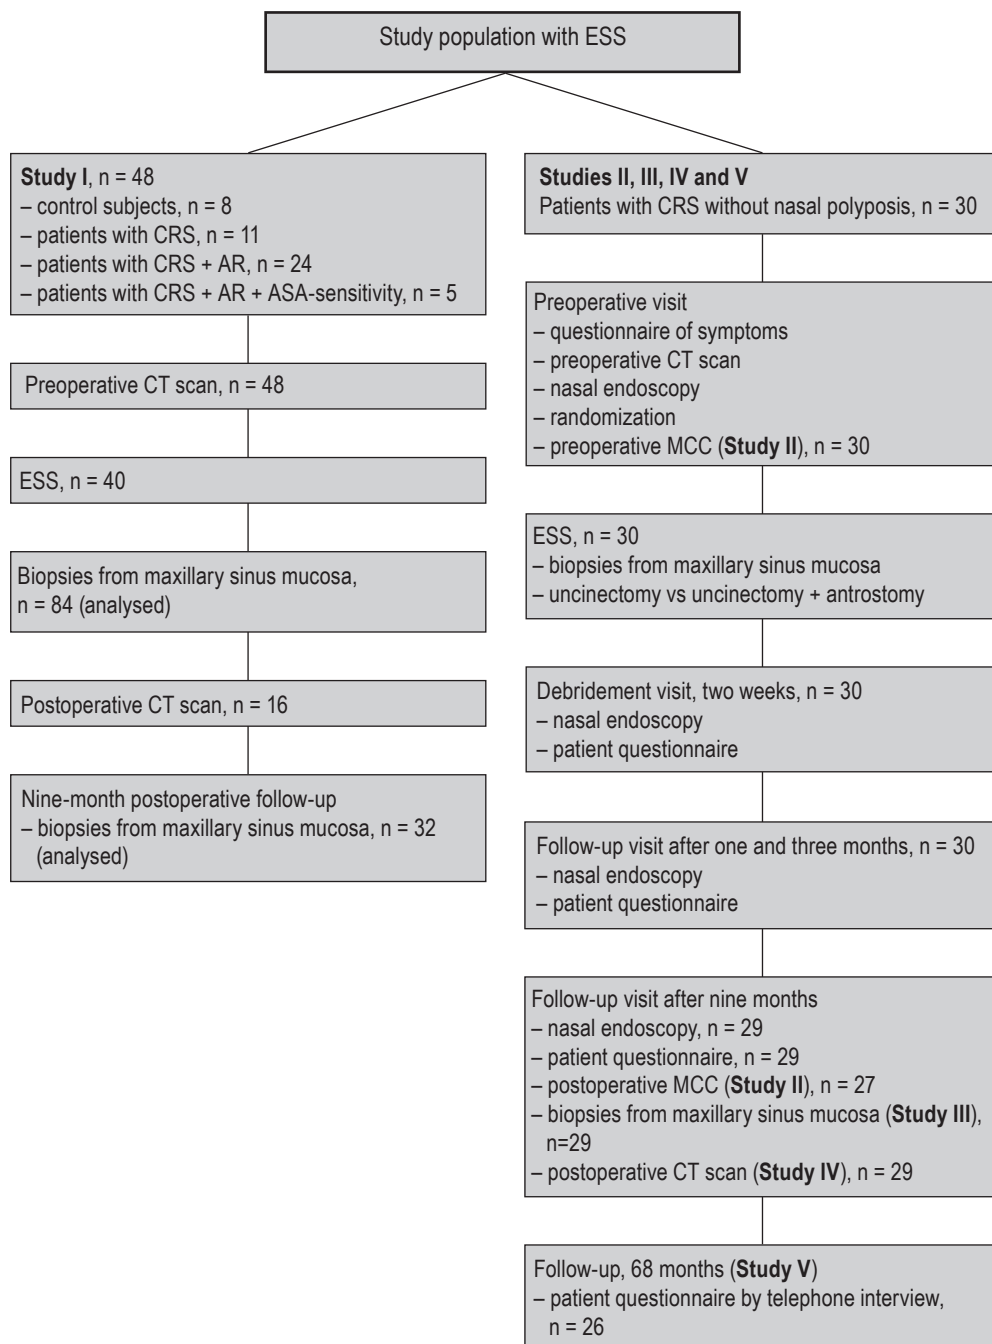 Study population with ESS
Study I, n = 48
– control subjects, n = 8
– patients with CRS, n = 11
– patients with CRS + AR, n = 24
– patients with CRS + AR + ASA-sensitivity, n = 5
Preoperative CT scan, n = 48
ESS, n = 40
Biopsies from maxillary sinus mucosa,
n = 84 (analysed)
Postoperative CT scan, n = 16
Nine-month postoperative follow-up
– biopsies from maxillary sinus mucosa, n = 32
(analysed)
Studies II, III, IV and V
Patients with CRS without nasal polyposis, n = 30
Preoperative visit
– questionnaire of symptoms
– preoperative CT scan
– nasal endoscopy
– randomization
– preoperative MCC (Study II), n = 30
ESS, n = 30
– biopsies from maxillary sinus mucosa
– uncinectomy vs uncinectomy + antrostomy
Debridement visit, two weeks, n = 30
– nasal endoscopy
– patient questionnaire
Follow-up visit after one and three months, n = 30
– nasal endoscopy
– patient questionnaire
Follow-up visit after nine months
– nasal endoscopy, n = 29
– patient questionnaire, n = 29
– postoperative MCC (Study II), n = 27
– biopsies from maxillary sinus mucosa (Study III),
n=29
– postoperative CT scan (Study IV), n = 29
Follow-up, 68 months (Study V)
– patient questionnaire by telephone interview,
n = 26